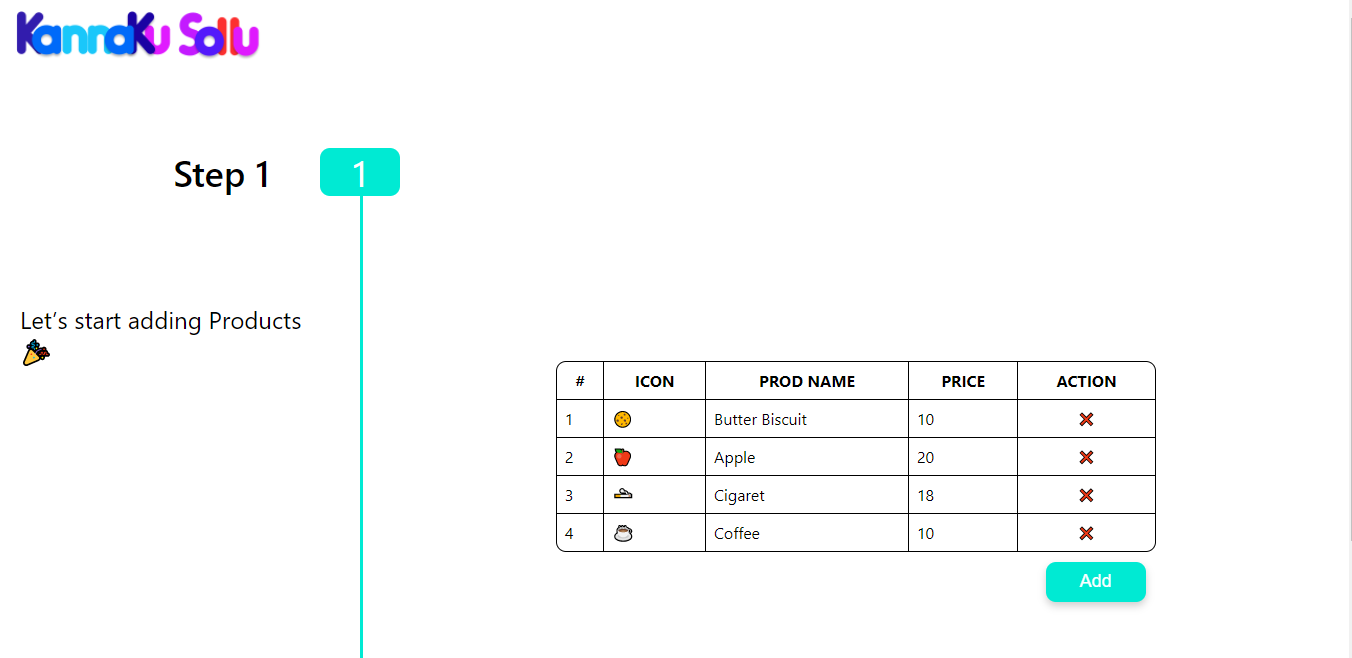 Kannaku Sollu
Step 1
1
Let’s start adding Products
# ICON PROD NAME PRICE ACTION
1 Butter Biscuit 10
2 Apple 20
3 Cigaret 18
4 Coffee 10
Add